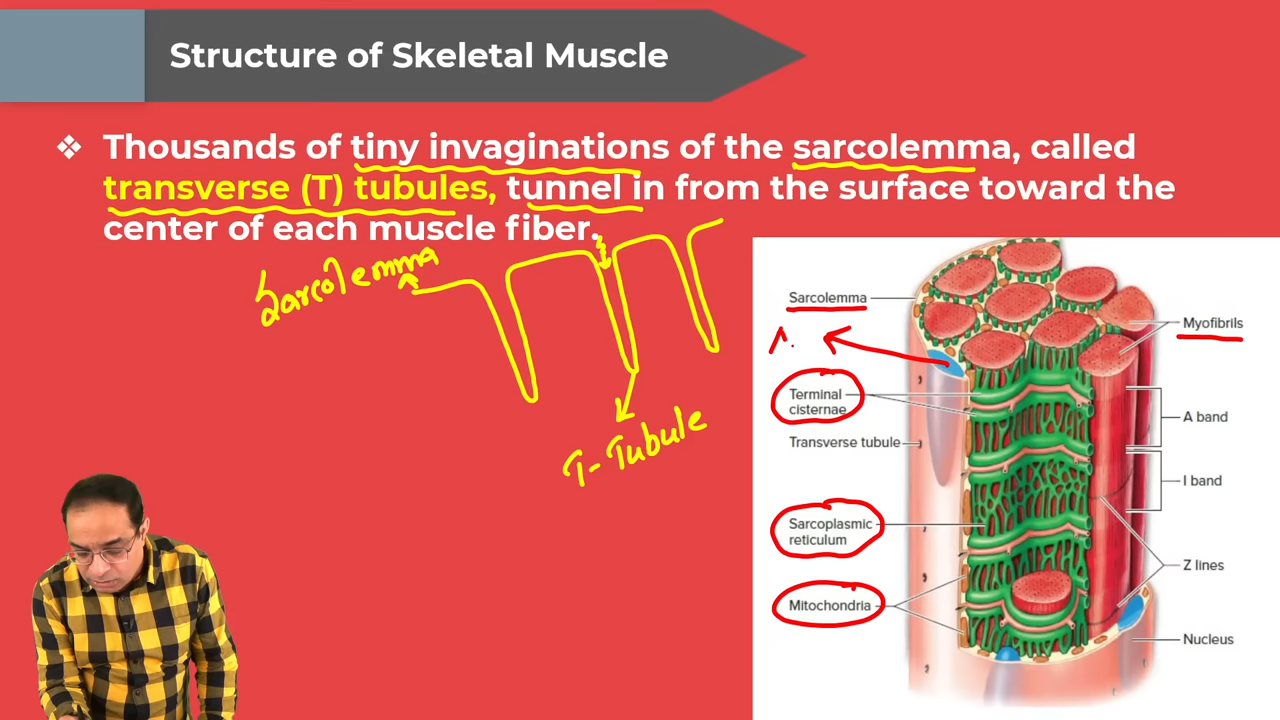 Structure of Skeletal Muscle
❖ Thousands of tiny invaginations of the sarcolemma, called
transverse (T) tubules, tunnel in from the surface toward the
center of each muscle fiber.
Sarcolemma
T-Tubule
Sarcolemma
Terminal
cisternae
Transverse tubule
Sarcoplasmic
reticulum
Mitochondria
Myofibrils
A band
I band
Z lines
Nucleus